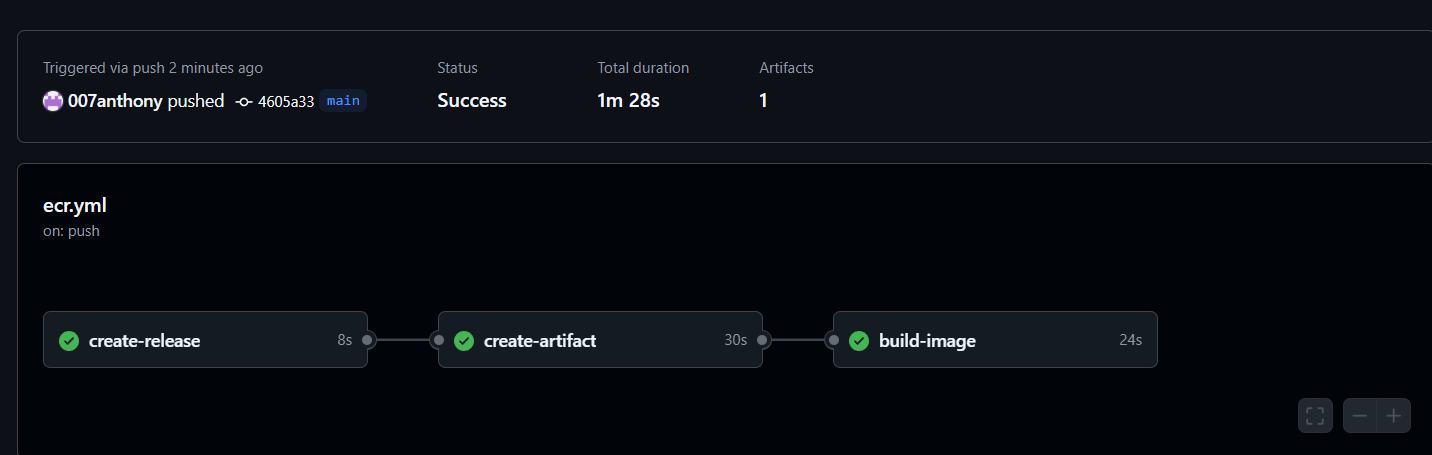 Triggered via push 2 minutes ago
007anthony pushed 4605a33 main
Status
Success
Total duration
1m 28s
Artifacts
1
ecr.yml
on: push
create-release 8s
create-artifact 30s
build-image 24s